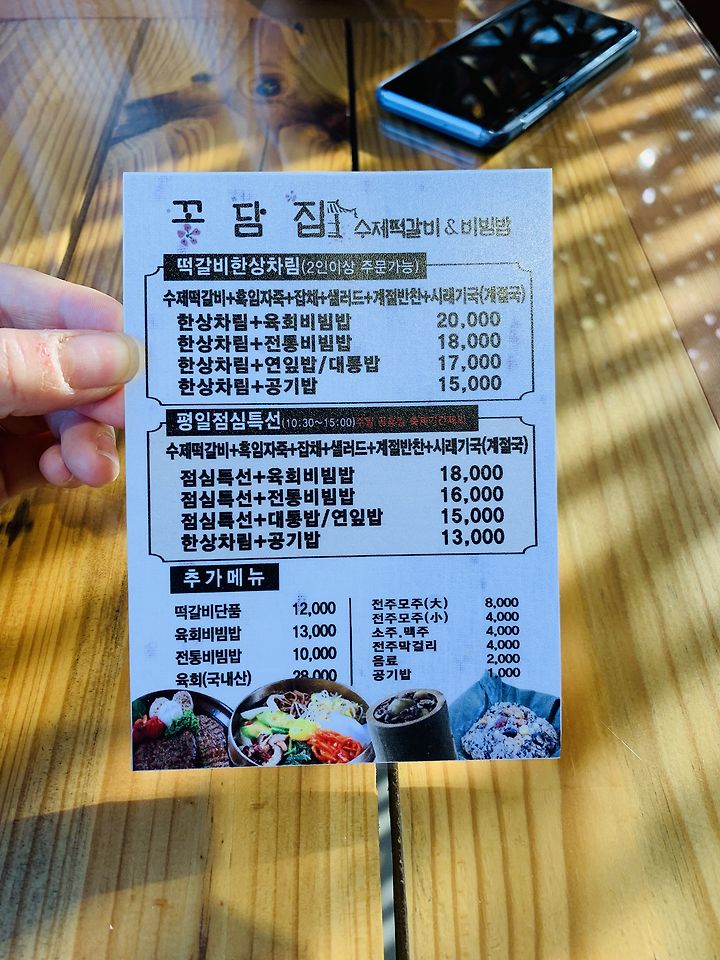 꼬담집 수제떡갈비&비빔밥
떡갈비한상차림(2인이상 주문가능)
수제떡갈비+흑임자죽+잡채+샐러드+계절반찬+시래기국(계절국)
한상차림+육회비빔밥 20,000
한상차림+전통비빔밥 18,000
한상차림+연잎밥/대통밥 17,000
한상차림+공기밥 15,000
평일점심특선(10:30~15:00)
수제떡갈비+흑임자죽+잡채+샐러드+계절반찬+시래기국(계절국)
점심특선+육회비빔밥 18,000
점심특선+전통비빔밥 16,000
점심특선+대통밥/연잎밥 15,000
한상차림+공기밥 13,000
추가메뉴
떡갈비단품 12,000
육회비빔밥 13,000
전통비빔밥 10,000
육회(국내산) 28,000
전주모주(大) 8,000
전주모주(小) 4,000
소주.맥주 4,000
전주막걸리 4,000
음료 2,000
공기밥 1,000